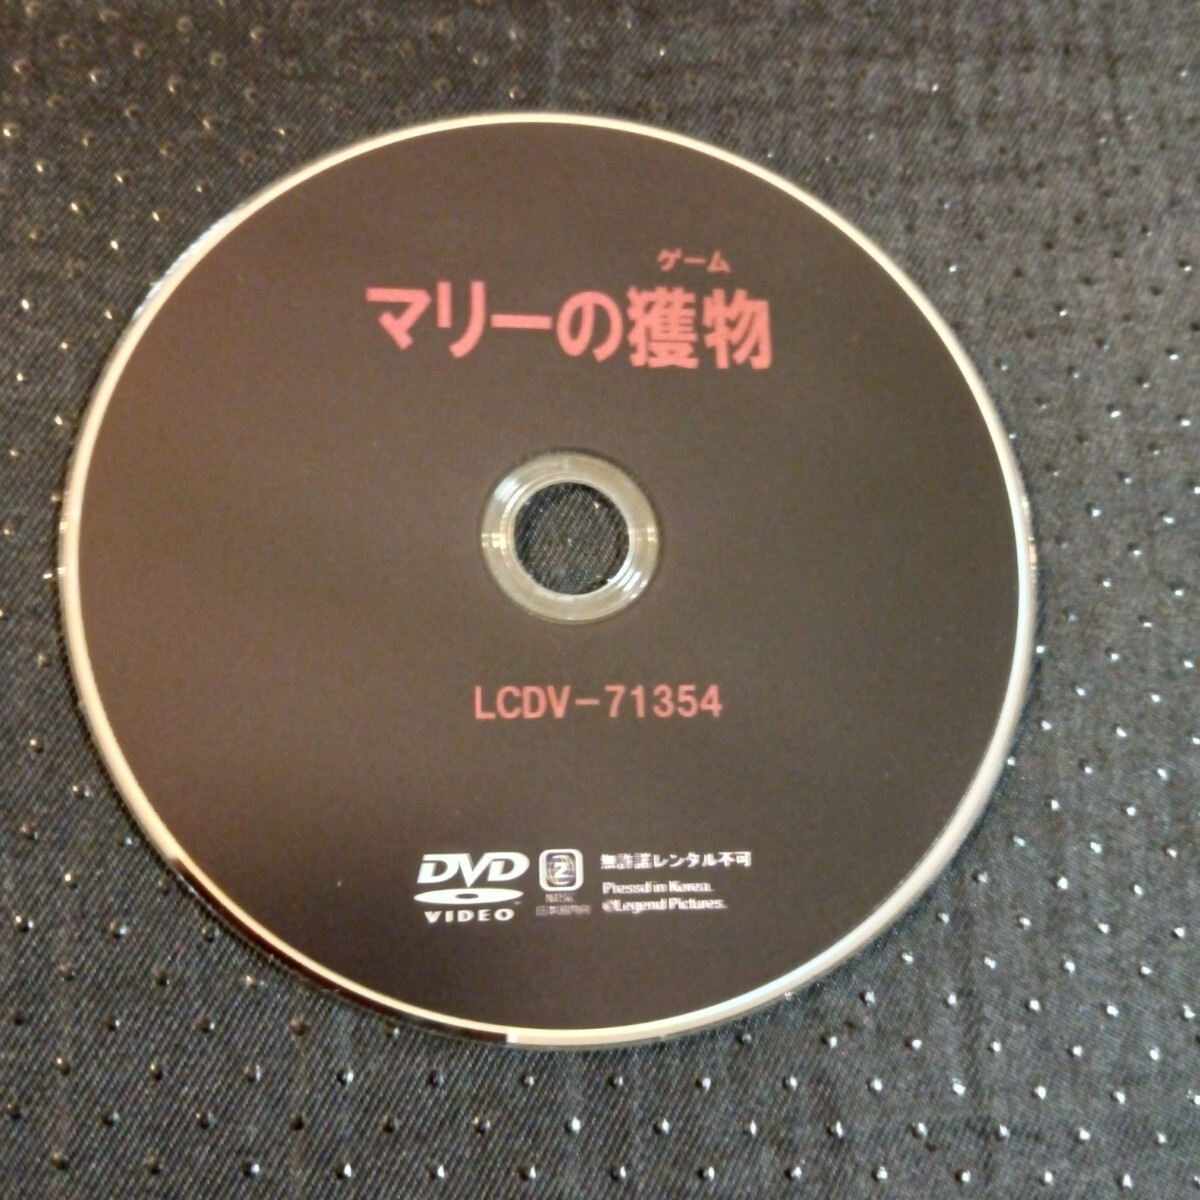 ゲーム
マリーの獲物
LCDV-71354
DVD
VIDEO
2
NTSC
日本国内向
無許諾レンタル不可
Pressd in Korea.
©Legend Pictures.